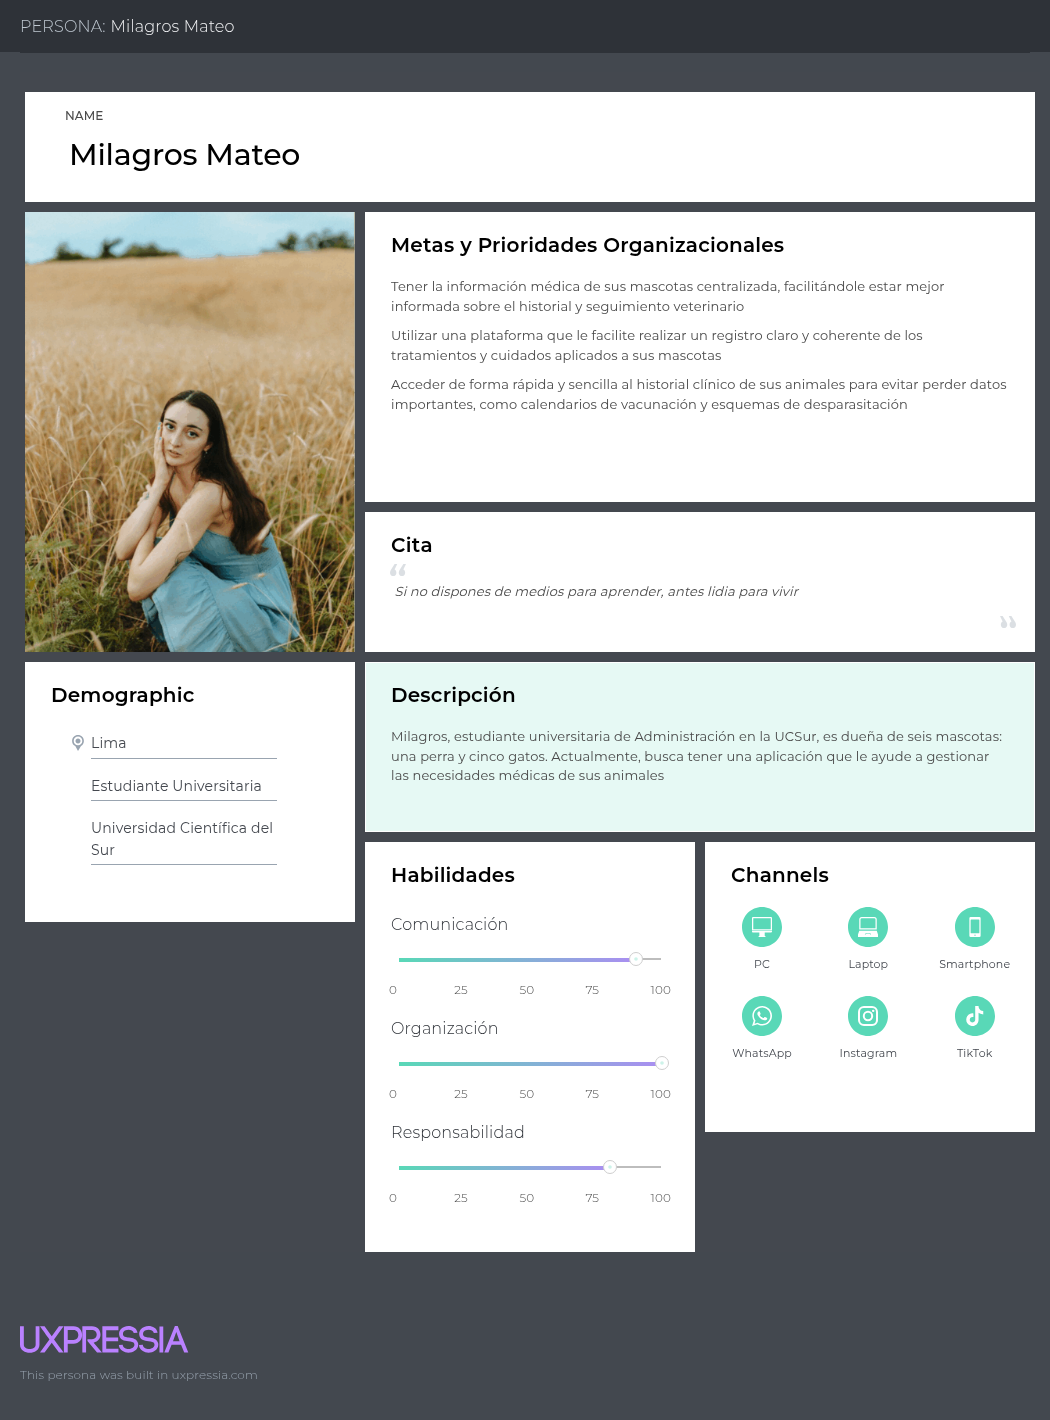 PERSONA: Milagros Mateo
NAME
Milagros Mateo
Metas y Prioridades Organizacionales
Tener la información médica de sus mascotas centralizada, facilitándole estar mejor
informada sobre el historial y seguimiento veterinario
Utilizar una plataforma que le facilite realizar un registro claro y coherente de los
tratamientos y cuidados aplicados a sus mascotas
Acceder de forma rápida y sencilla al historial clínico de sus animales para evitar perder datos
importantes, como calendarios de vacunación y esquemas de desparasitación
Cita
“
Si no dispones de medios para aprender, antes lidia para vivir
”
Demographic
Lima
Estudiante Universitaria
Universidad Científica del
Sur
Descripción
Milagros, estudiante universitaria de Administración en la UCSur, es dueña de seis mascotas:
una perra y cinco gatos. Actualmente, busca tener una aplicación que le ayude a gestionar
las necesidades médicas de sus animales
Habilidades
Comunicación
0 25 50 75 100
Organización
0 25 50 75 100
Responsabilidad
0 25 50 75 100
Channels
PC Laptop Smartphone
WhatsApp Instagram TikTok
UXPRESSIA
This persona was built in uxpressia.com